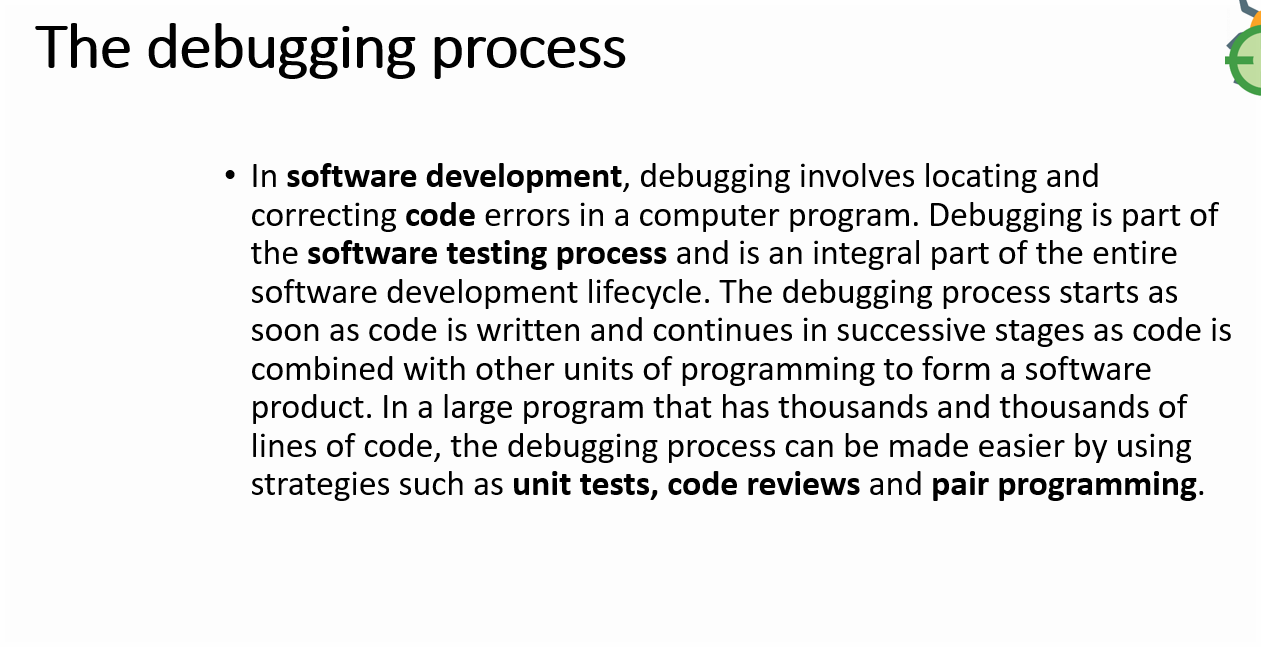 The debugging process
• In software development, debugging involves locating and
correcting code errors in a computer program. Debugging is part of
the software testing process and is an integral part of the entire
software development lifecycle. The debugging process starts as
soon as code is written and continues in successive stages as code is
combined with other units of programming to form a software
product. In a large program that has thousands and thousands of
lines of code, the debugging process can be made easier by using
strategies such as unit tests, code reviews and pair programming.